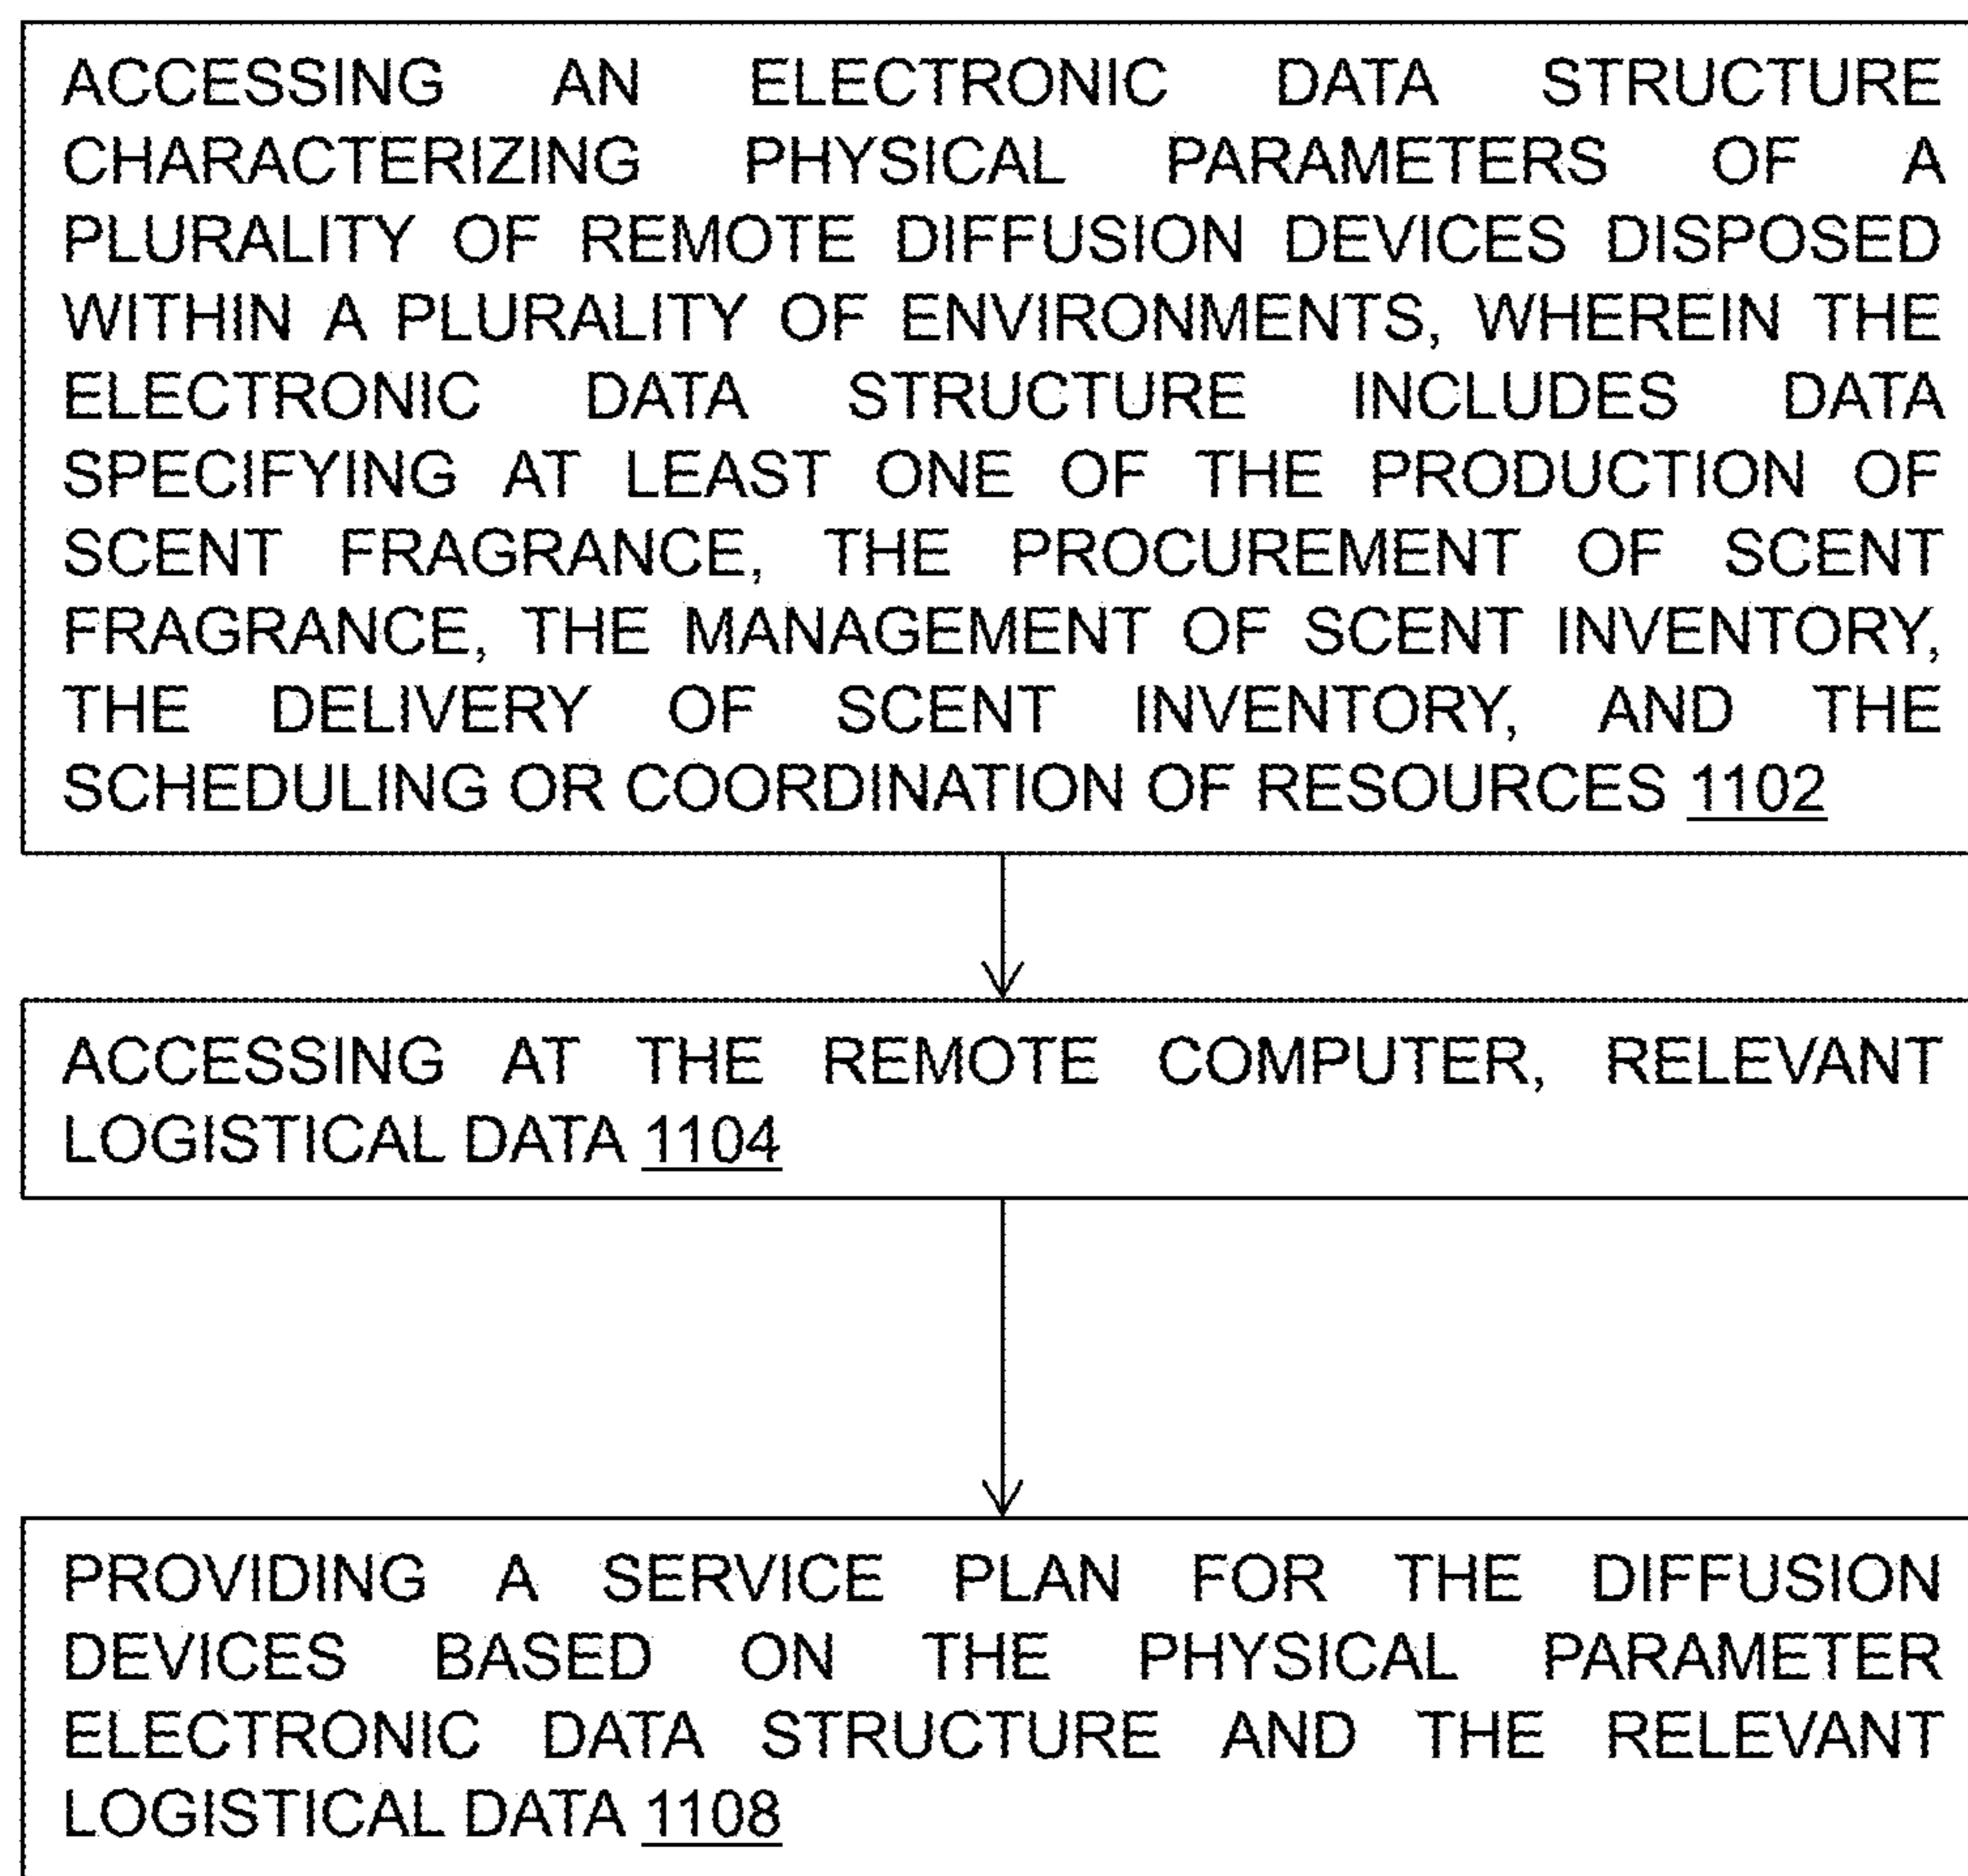 ACCESSING AN ELECTRONIC DATA STRUCTURE
CHARACTERIZING PHYSICAL PARAMETERS OF A
PLURALITY OF REMOTE DIFFUSION DEVICES DISPOSED
WITHIN A PLURALITY OF ENVIRONMENTS, WHEREIN THE
ELECTRONIC DATA STRUCTURE INCLUDES DATA
SPECIFYING AT LEAST ONE OF THE PRODUCTION OF
SCENT FRAGRANCE, THE PROCUREMENT OF SCENT
FRAGRANCE, THE MANAGEMENT OF SCENT INVENTORY,
THE DELIVERY OF SCENT INVENTORY, AND THE
SCHEDULING OR COORDINATION OF RESOURCES 1102
ACCESSING AT THE REMOTE COMPUTER, RELEVANT
LOGISTICAL DATA 1104
PROVIDING A SERVICE PLAN FOR THE DIFFUSION
DEVICES BASED ON THE PHYSICAL PARAMETER
ELECTRONIC DATA STRUCTURE AND THE RELEVANT
LOGISTICAL DATA 1108